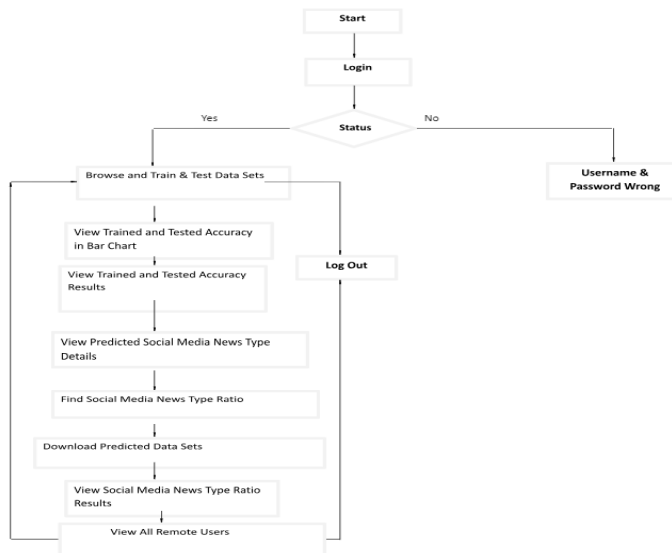 Start
Login
Status
Yes
No
Browse and Train & Test Data Sets
Username &
Password Wrong
View Trained and Tested Accuracy
in Bar Chart
Log Out
View Trained and Tested Accuracy
Results
View Predicted Social Media News Type
Details
Find Social Media News Type Ratio
Download Predicted Data Sets
View Social Media News Type Ratio
Results
View All Remote Users